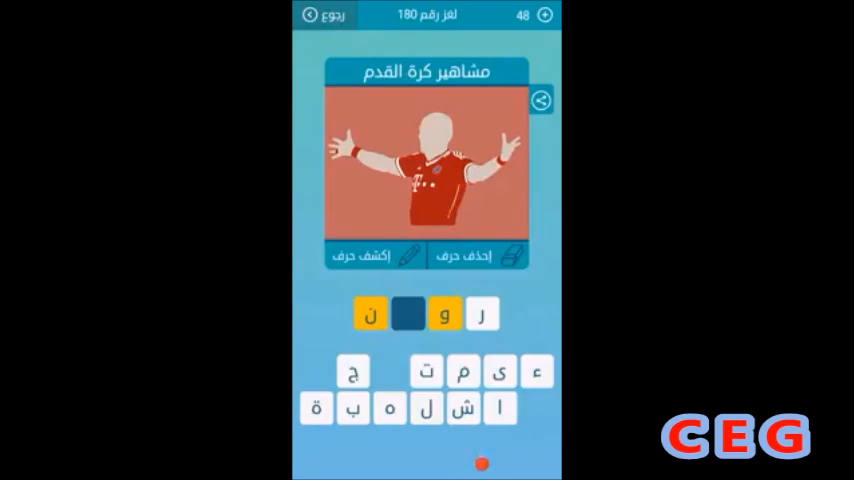 رجوع
لغز رقم 180
48
مشاهير كرة القدم
T
إحذف حرف
إكشف حرف
ر و ن
ء ى م ت ج
ا ش ل ه ب ة
CEG